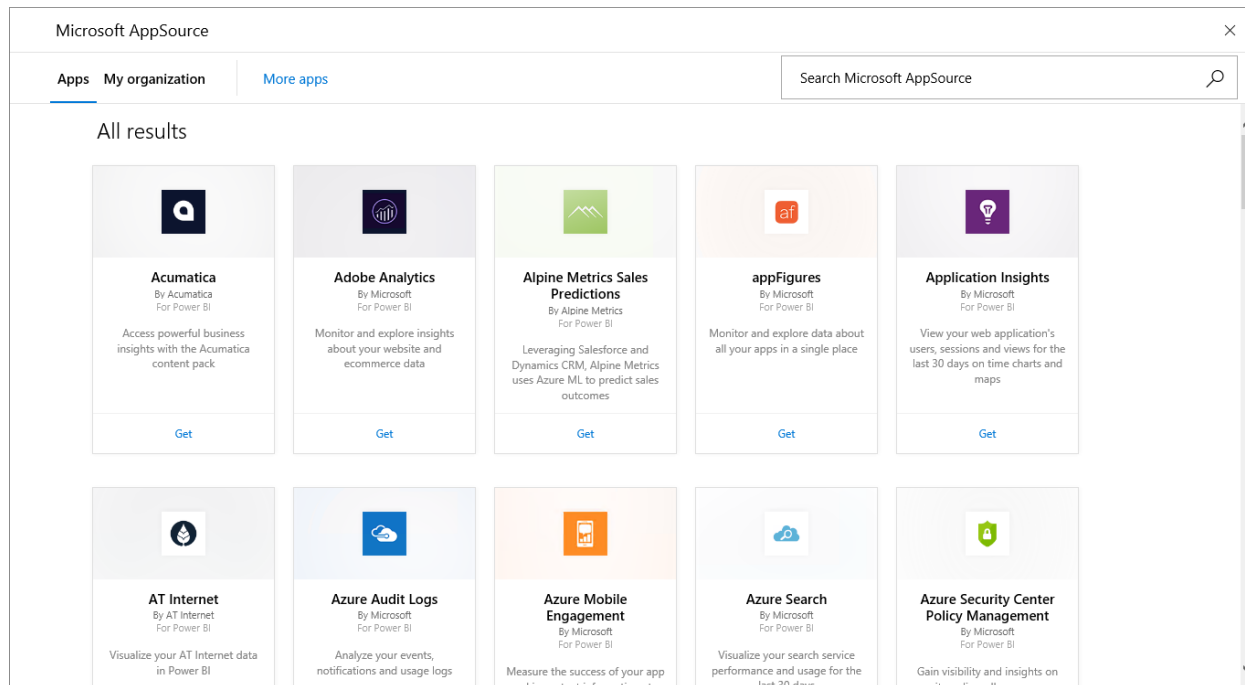 Microsoft AppSource
Apps My organization More apps Search Microsoft AppSource
All results
af
Acumatica
By Acumatica
For Power BI
Access powerful business
insights with the Acumatica
content pack
Get
Adobe Analytics
By Microsoft
For Power BI
Monitor and explore insights
about your website and
ecommerce data
Get
Alpine Metrics Sales
Predictions
By Alpine Metrics
For Power BI
Leveraging Salesforce and
Dynamics CRM, Alpine Metrics
uses Azure ML to predict sales
outcomes
Get
appFigures
By Microsoft
For Power BI
Monitor and explore data about
all your apps in a single place
Get
Application Insights
By Microsoft
For Power BI
View your web application's
users, sessions and views for the
last 30 days on time charts and
maps
Get
AT Internet
By AT Internet
For Power BI
Visualize your AT Internet data
in Power BI
Azure Audit Logs
By Microsoft
For Power BI
Analyze your events,
notifications and usage logs
Azure Mobile
Engagement
By Microsoft
For Power BI
Measure the success of your app
Azure Search
By Microsoft
For Power BI
Visualize your search service
performance and usage for the
last 30 days
Azure Security Center
Policy Management
By Microsoft
For Power BI
Gain visibility and insights on